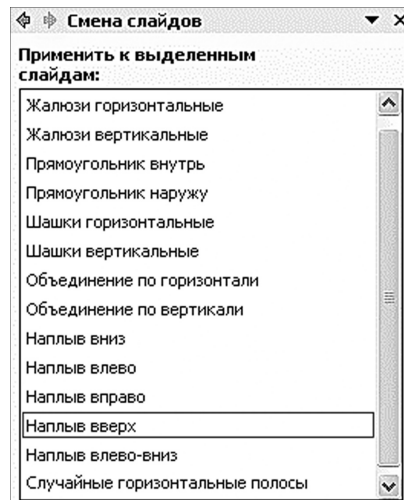 Смена слайдов
Применить к выделенным
слайдам:
Жалюзи горизонтальные
Жалюзи вертикальные
Прямоугольник внутрь
Прямоугольник наружу
Шашки горизонтальные
Шашки вертикальные
Объединение по горизонтали
Объединение по вертикали
Наплыв вниз
Наплыв влево
Наплыв вправо
Наплыв вверх
Наплыв влево-вниз
Случайные горизонтальные полосы